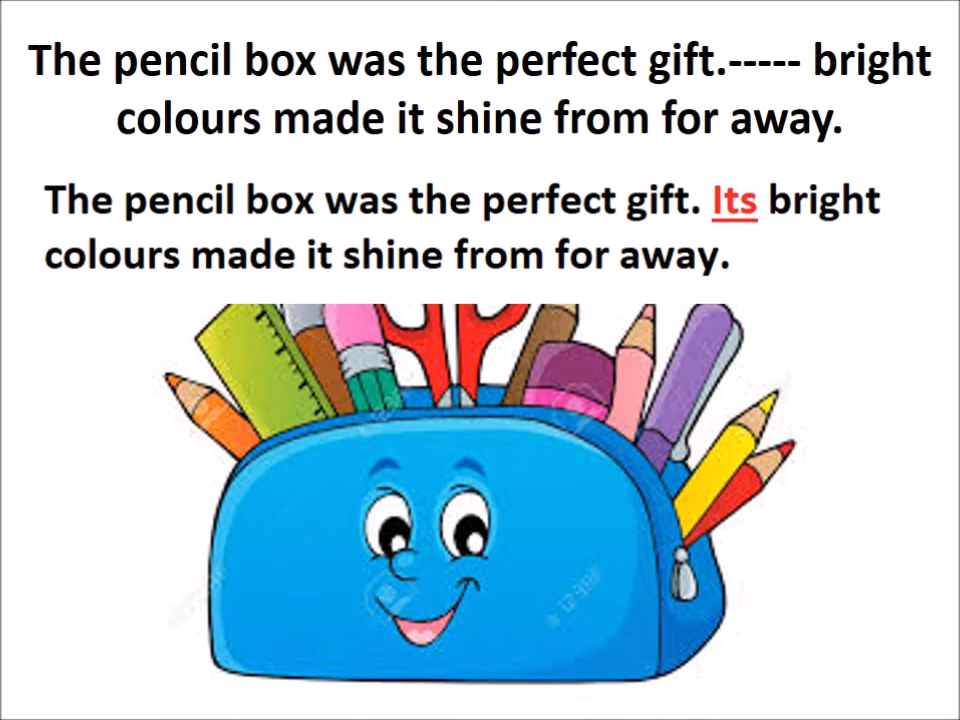 The pencil box was the perfect gift.----- bright
colours made it shine from for away.
The pencil box was the perfect gift. Its bright
colours made it shine from for away.